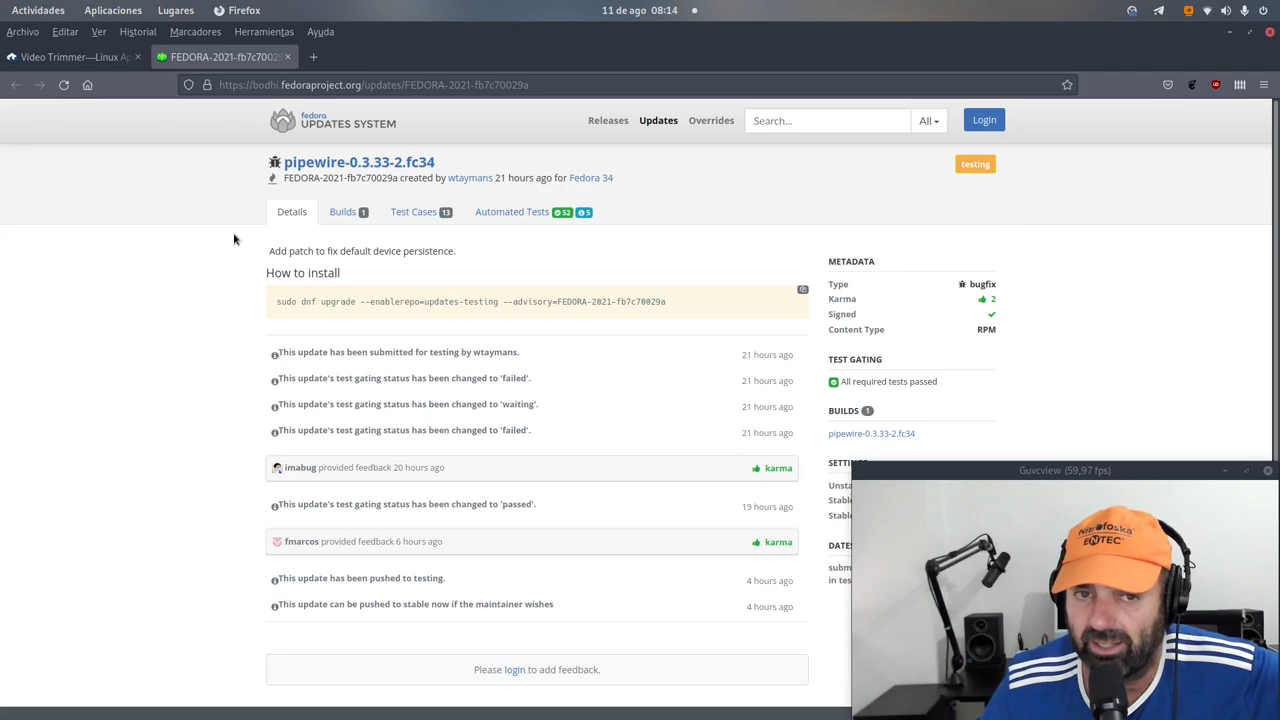 Actividades Aplicaciones Lugares Firefox 11 de ago 08:14
Archivo Editar Ver Historial Marcadores Herramientas Ayuda
Video Trimmer—Linux Ap FEDORA-2021-fb7c70029
https://bodhi.fedoraproject.org/updates/FEDORA-2021-fb7c70029a
fedora
UPDATES SYSTEM
Releases Updates Overrides Search... All Login
pipewire-0.3.33-2.fc34 testing
FEDORA-2021-fb7c70029a created by wtaymans 21 hours ago for Fedora 34
Details Builds 1 Test Cases 13 Automated Tests 52 5
Add patch to fix default device persistence.
How to install
sudo dnf upgrade --enablerepo=updates-testing --advisory=FEDORA-2021-fb7c70029a
This update has been submitted for testing by wtaymans. 21 hours ago
This update's test gating status has been changed to 'failed'. 21 hours ago
This update's test gating status has been changed to 'waiting'. 21 hours ago
This update's test gating status has been changed to 'failed'. 21 hours ago
imabug provided feedback 20 hours ago karma
This update's test gating status has been changed to 'passed'. 19 hours ago
fmarcos provided feedback 6 hours ago karma
This update has been pushed to testing. 4 hours ago
This update can be pushed to stable now if the maintainer wishes 4 hours ago
Please login to add feedback.
METADATA
Type bugfix
Karma 2
Signed
Content Type RPM
TEST GATING
All required tests passed
BUILDS 1
pipewire-0.3.33-2.fc34
SETTINGS
Unsta
Stable
Stable
DATES
subm
in tes
Guvcview (59,97 fps)
Nitrofoska
ENTEC